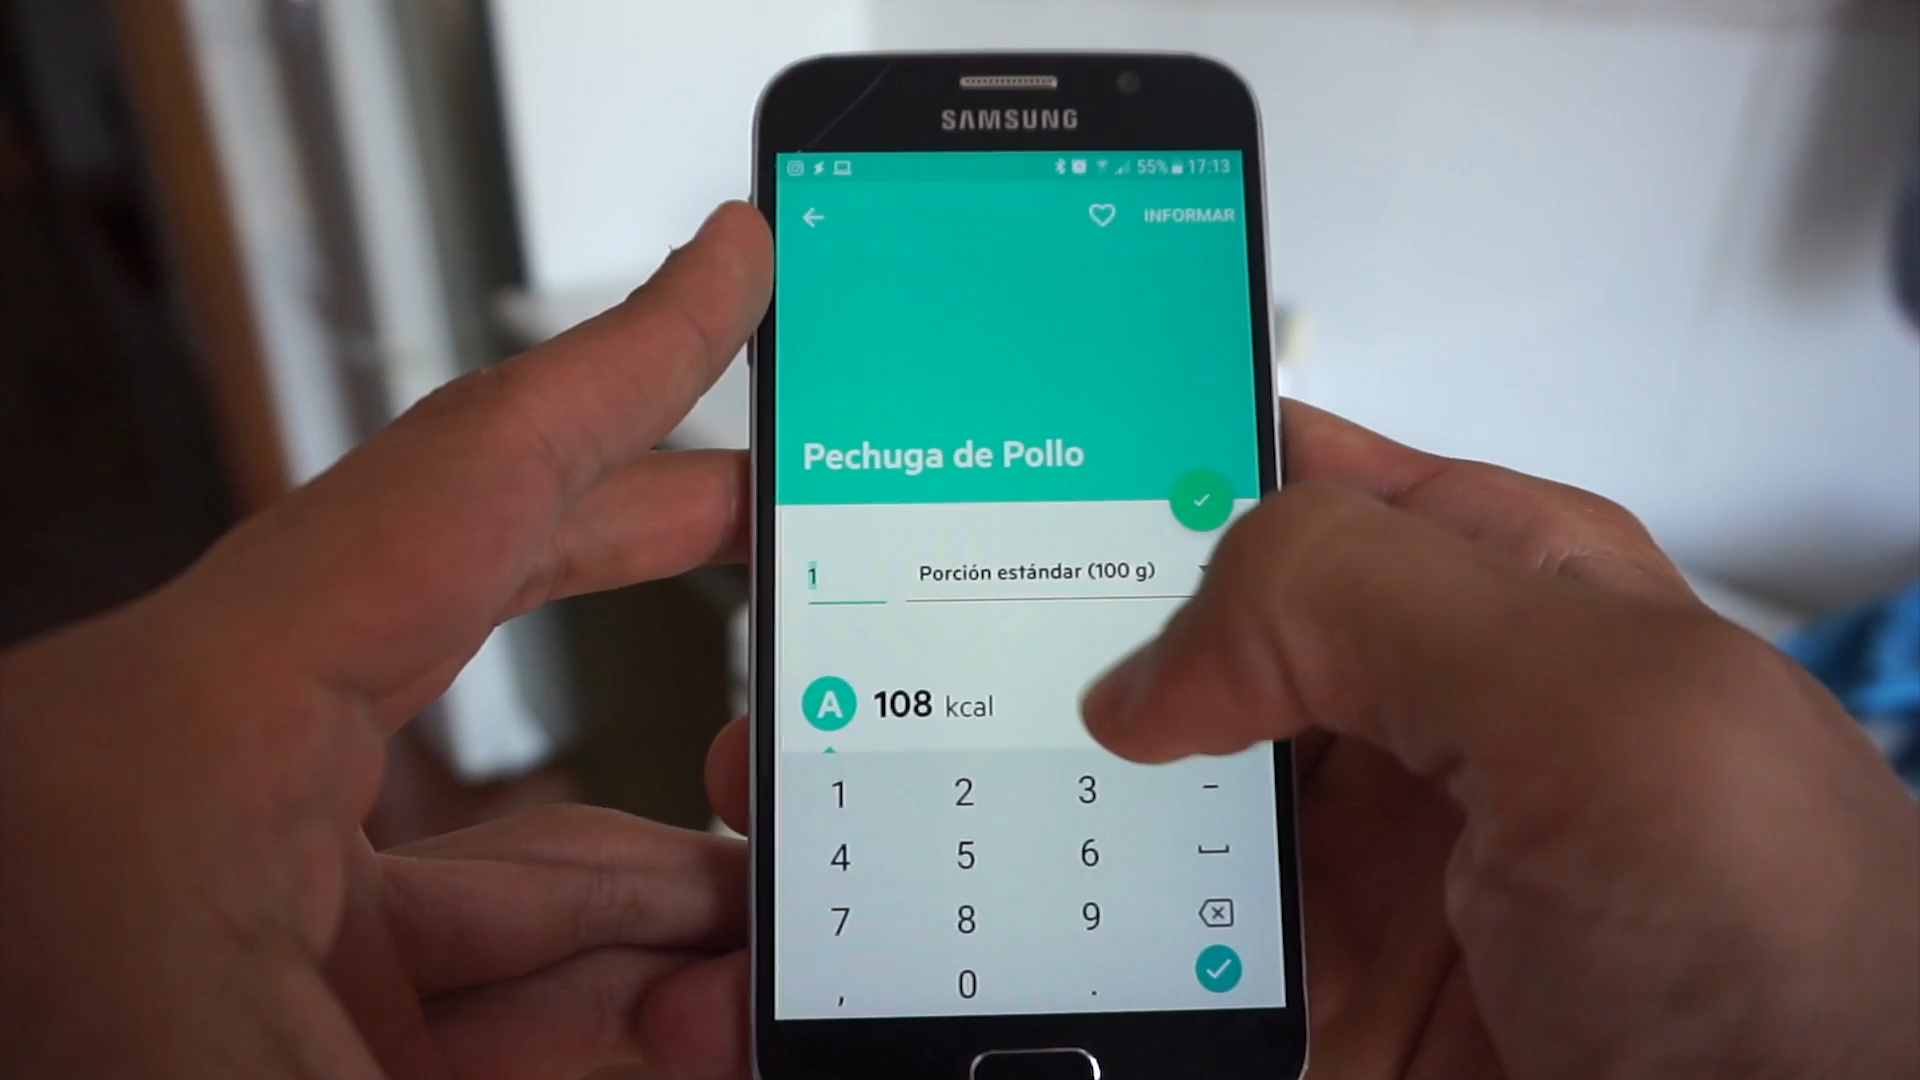 SAMSUNG
55% 17:13
INFORMAR
Pechuga de Pollo
1 Porción estándar (100 g)
A 108 kcal
1 2 3 -
4 5 6
7 8 9
, 0 .